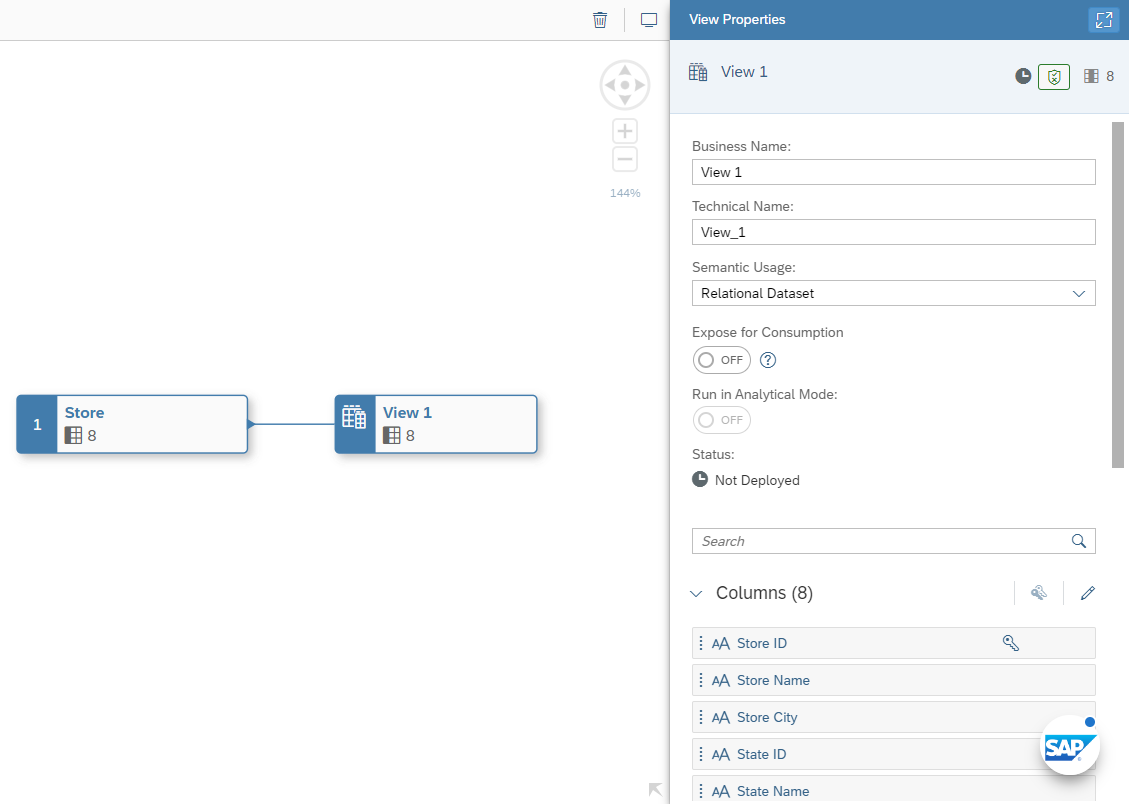 View Properties
View 1
8
144%
Business Name:
View 1
Technical Name:
View_1
Semantic Usage:
Relational Dataset
Expose for Consumption
OFF
?
Run in Analytical Mode:
OFF
Status:
Not Deployed
1
Store
8
View 1
8
Search
Columns (8)
AA Store ID
AA Store Name
AA Store City
AA State ID
AA State Name
SAP